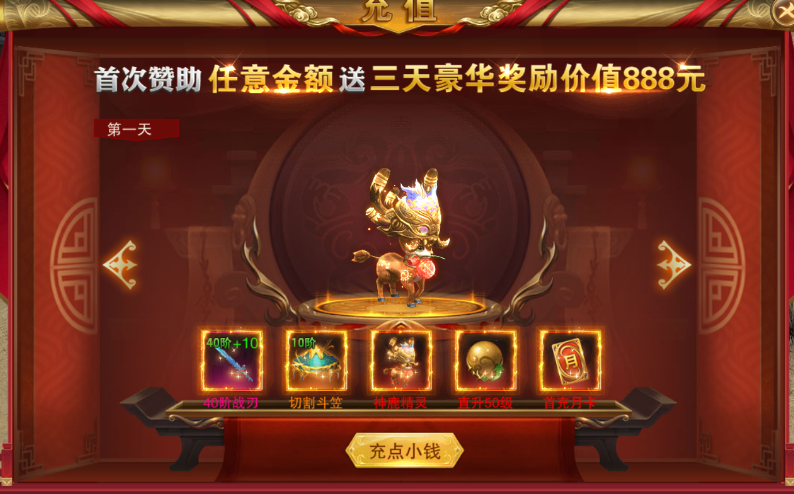 充值
首次赞助 任意金额 送 三天豪华奖励价值888元
第一天
40阶+10 10阶 月
40阶战刃 切割斗笠 神鹿精灵 直升50级 首充月卡
充点小钱